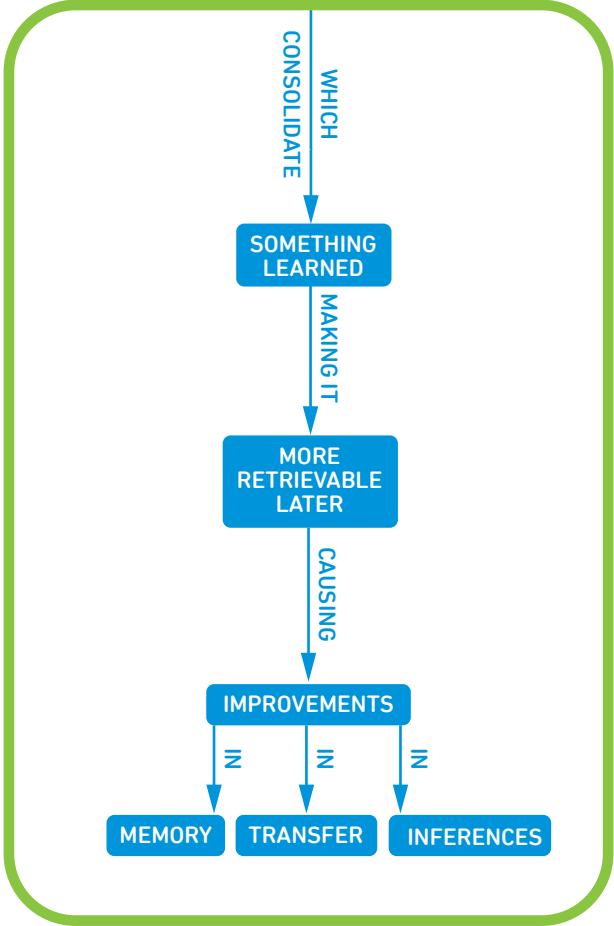 WHICH
CONSOLIDATE
SOMETHING
LEARNED
MAKING IT
MORE
RETRIEVABLE
LATER
CAUSING
IMPROVEMENTS
IN
IN
IN
MEMORY
TRANSFER
INFERENCES